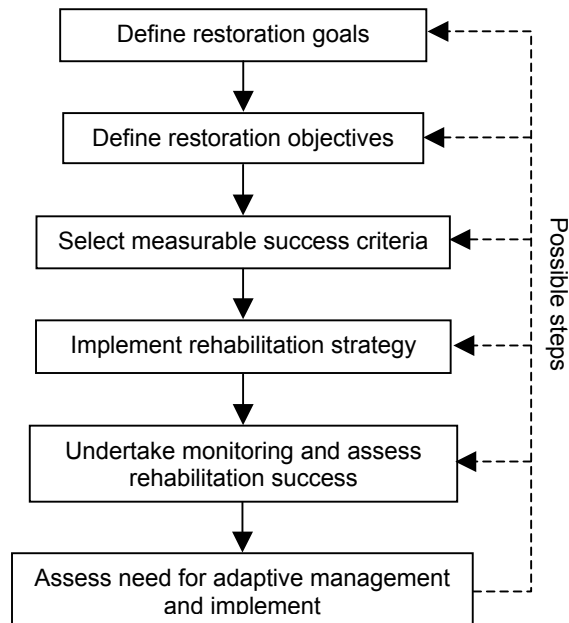 Define restoration goals
Define restoration objectives
Select measurable success criteria
Implement rehabilitation strategy
Undertake monitoring and assess
rehabilitation success
Assess need for adaptive management
and implement
Possible steps